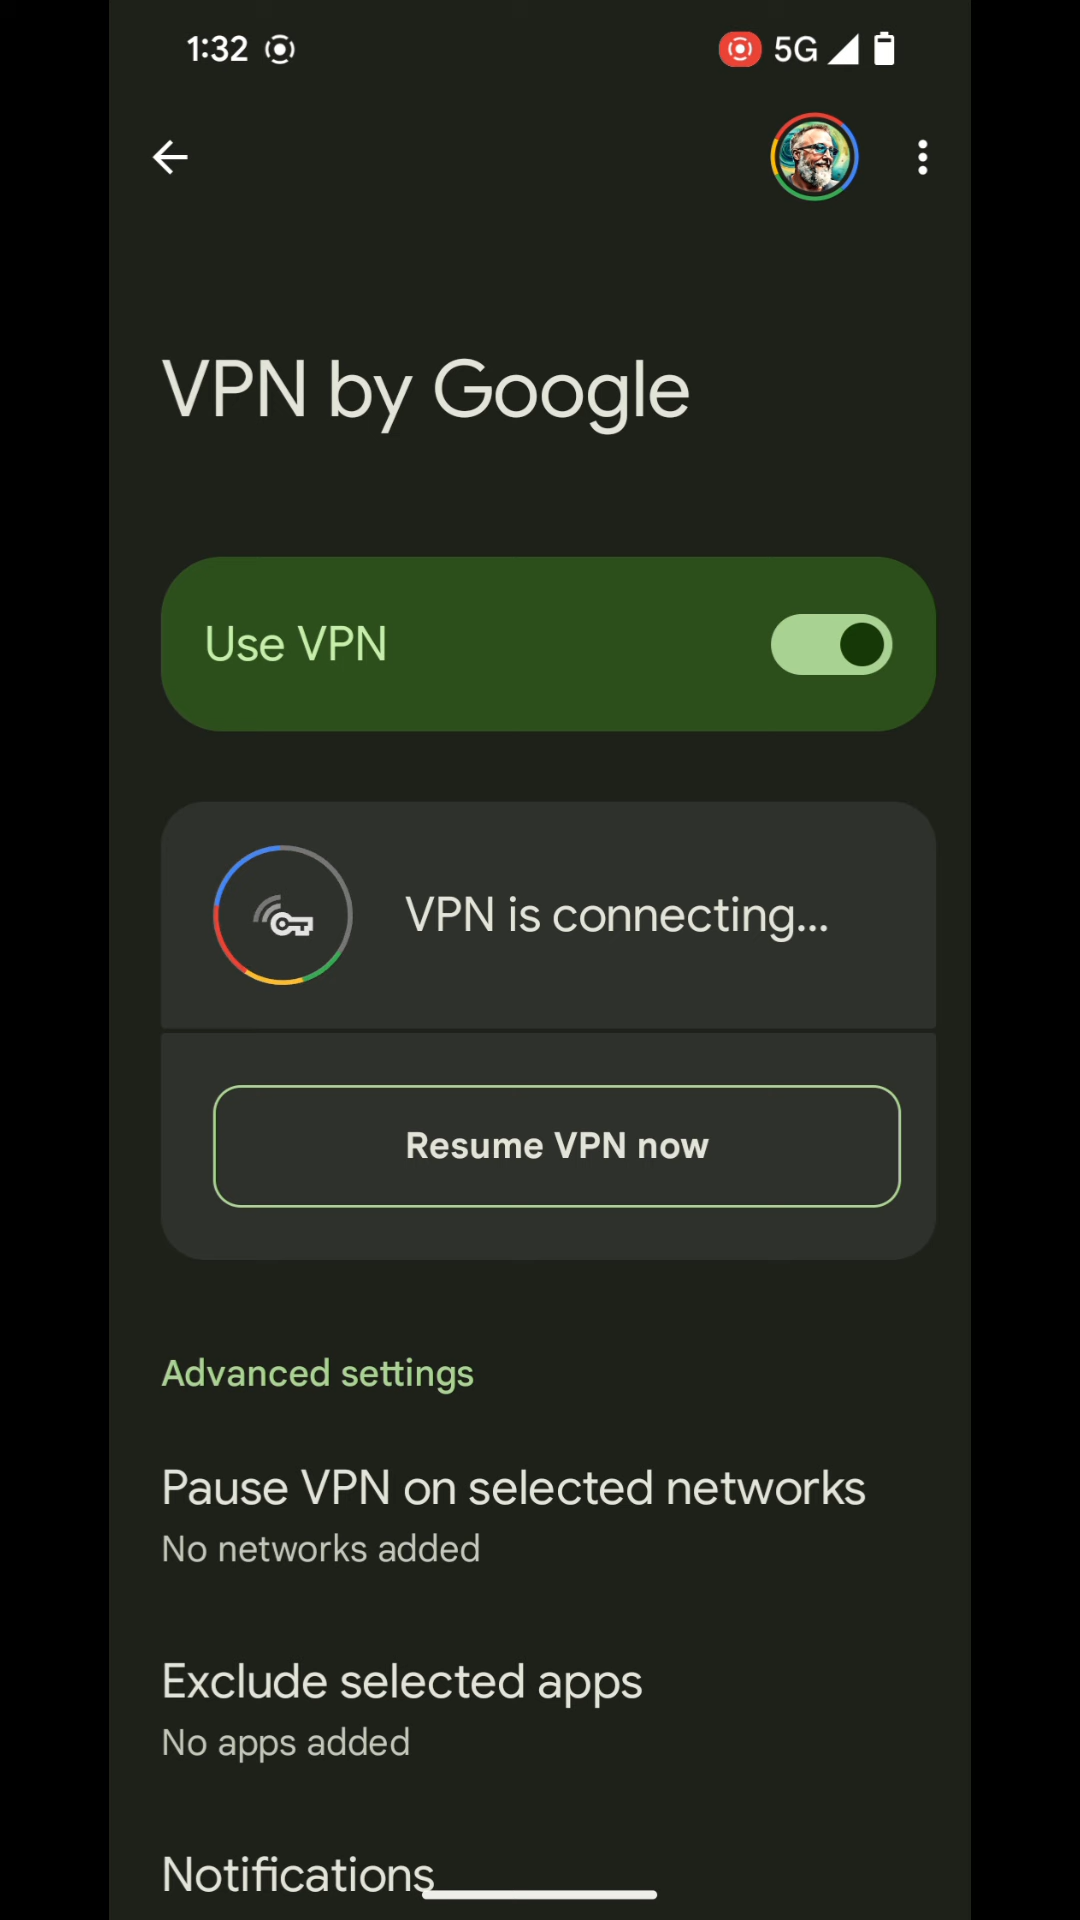 1:32
5G
VPN by Google
Use VPN
VPN is connecting...
Resume VPN now
Advanced settings
Pause VPN on selected networks
No networks added
Exclude selected apps
No apps added
Notifications